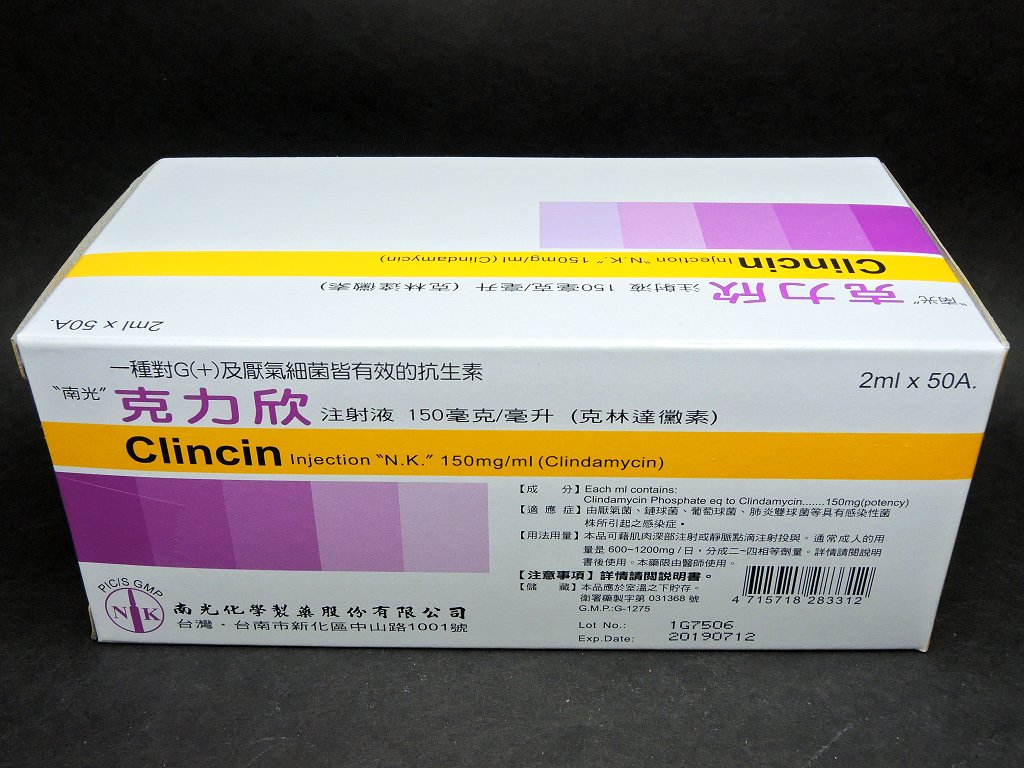 Clincin Injection "N.K." 150mg/ml (Clindamycin)
"南光" 克力欣 注射液 150毫克/毫升 (克林達黴素)
2ml x 50A.
一種對G(+)及厭氣細菌皆有效的抗生素
2ml x 50A.
"南光" 克力欣 注射液 150毫克/毫升 (克林達黴素)
Clincin Injection "N.K." 150mg/ml (Clindamycin)
【成 分】Each ml contains:
Clindamycin Phosphate eq to Clindamycin.......150mg(potency)
【適 應 症】由厭氣菌、鏈球菌、葡萄球菌、肺炎雙球菌等具有感染性菌
株所引起之感染症。
【用法用量】本品可藉肌肉深部注射或靜脈點滴注射投與。通常成人的用
量是 600~1200mg / 日，分成二~四相等劑量。詳情請閱說明
書後使用。本藥限由醫師使用。
【注意事項】詳情請閱說明書。
【儲 藏】本品應於室溫之下貯存。
衛署藥製字第 031368 號
G.M.P.:G-1275
4 715718 283312
Lot No.: 1G7506
Exp.Date: 20190712
PIC/S GMP
NK
南光化學製藥股份有限公司
台灣・台南市新化區中山路1001號